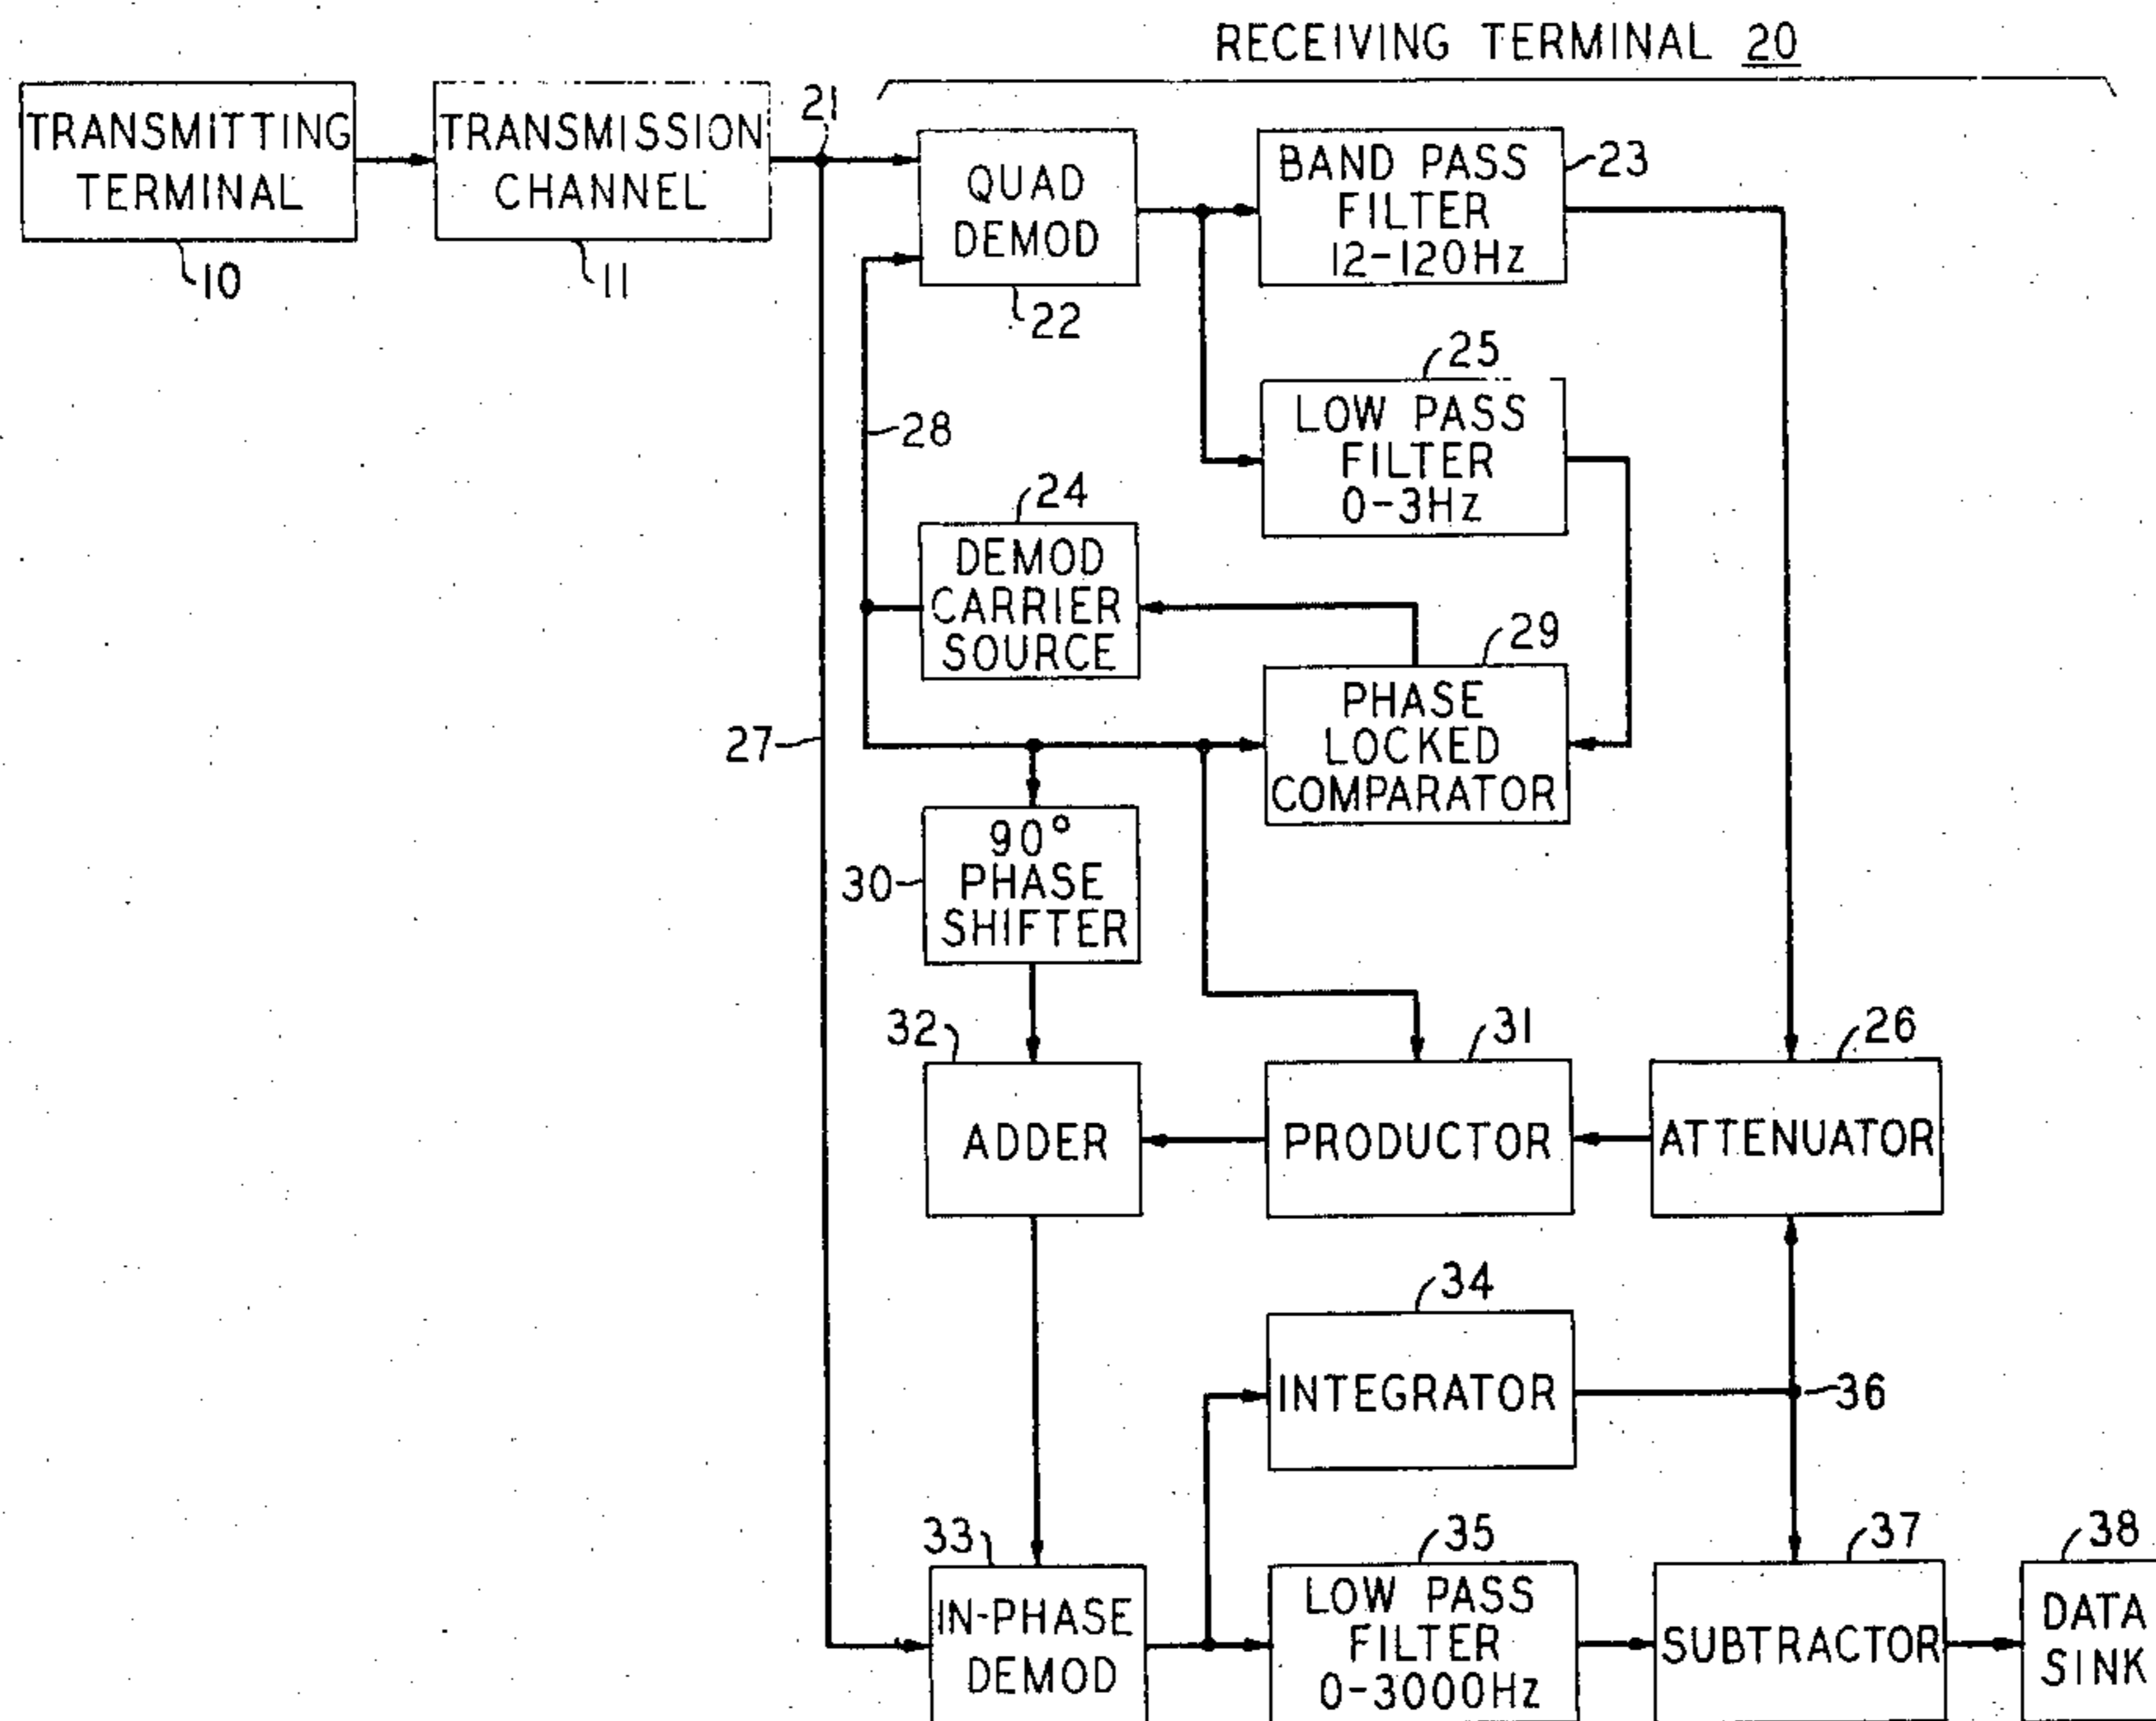 RECEIVING TERMINAL 20
TRANSMITTING
TERMINAL
10
TRANSMISSION
CHANNEL
11
21
QUAD
DEMOD
22
BAND PASS
FILTER
12-120Hz
23
25
LOW PASS
FILTER
0-3Hz
28
24
DEMOD
CARRIER
SOURCE
29
PHASE
LOCKED
COMPARATOR
27
30
90°
PHASE
SHIFTER
32
ADDER
31
PRODUCTOR
26
ATTENUATOR
34
INTEGRATOR
36
33
IN-PHASE
DEMOD
35
LOW PASS
FILTER
0-3000Hz
37
SUBTRACTOR
38
DATA
SINK